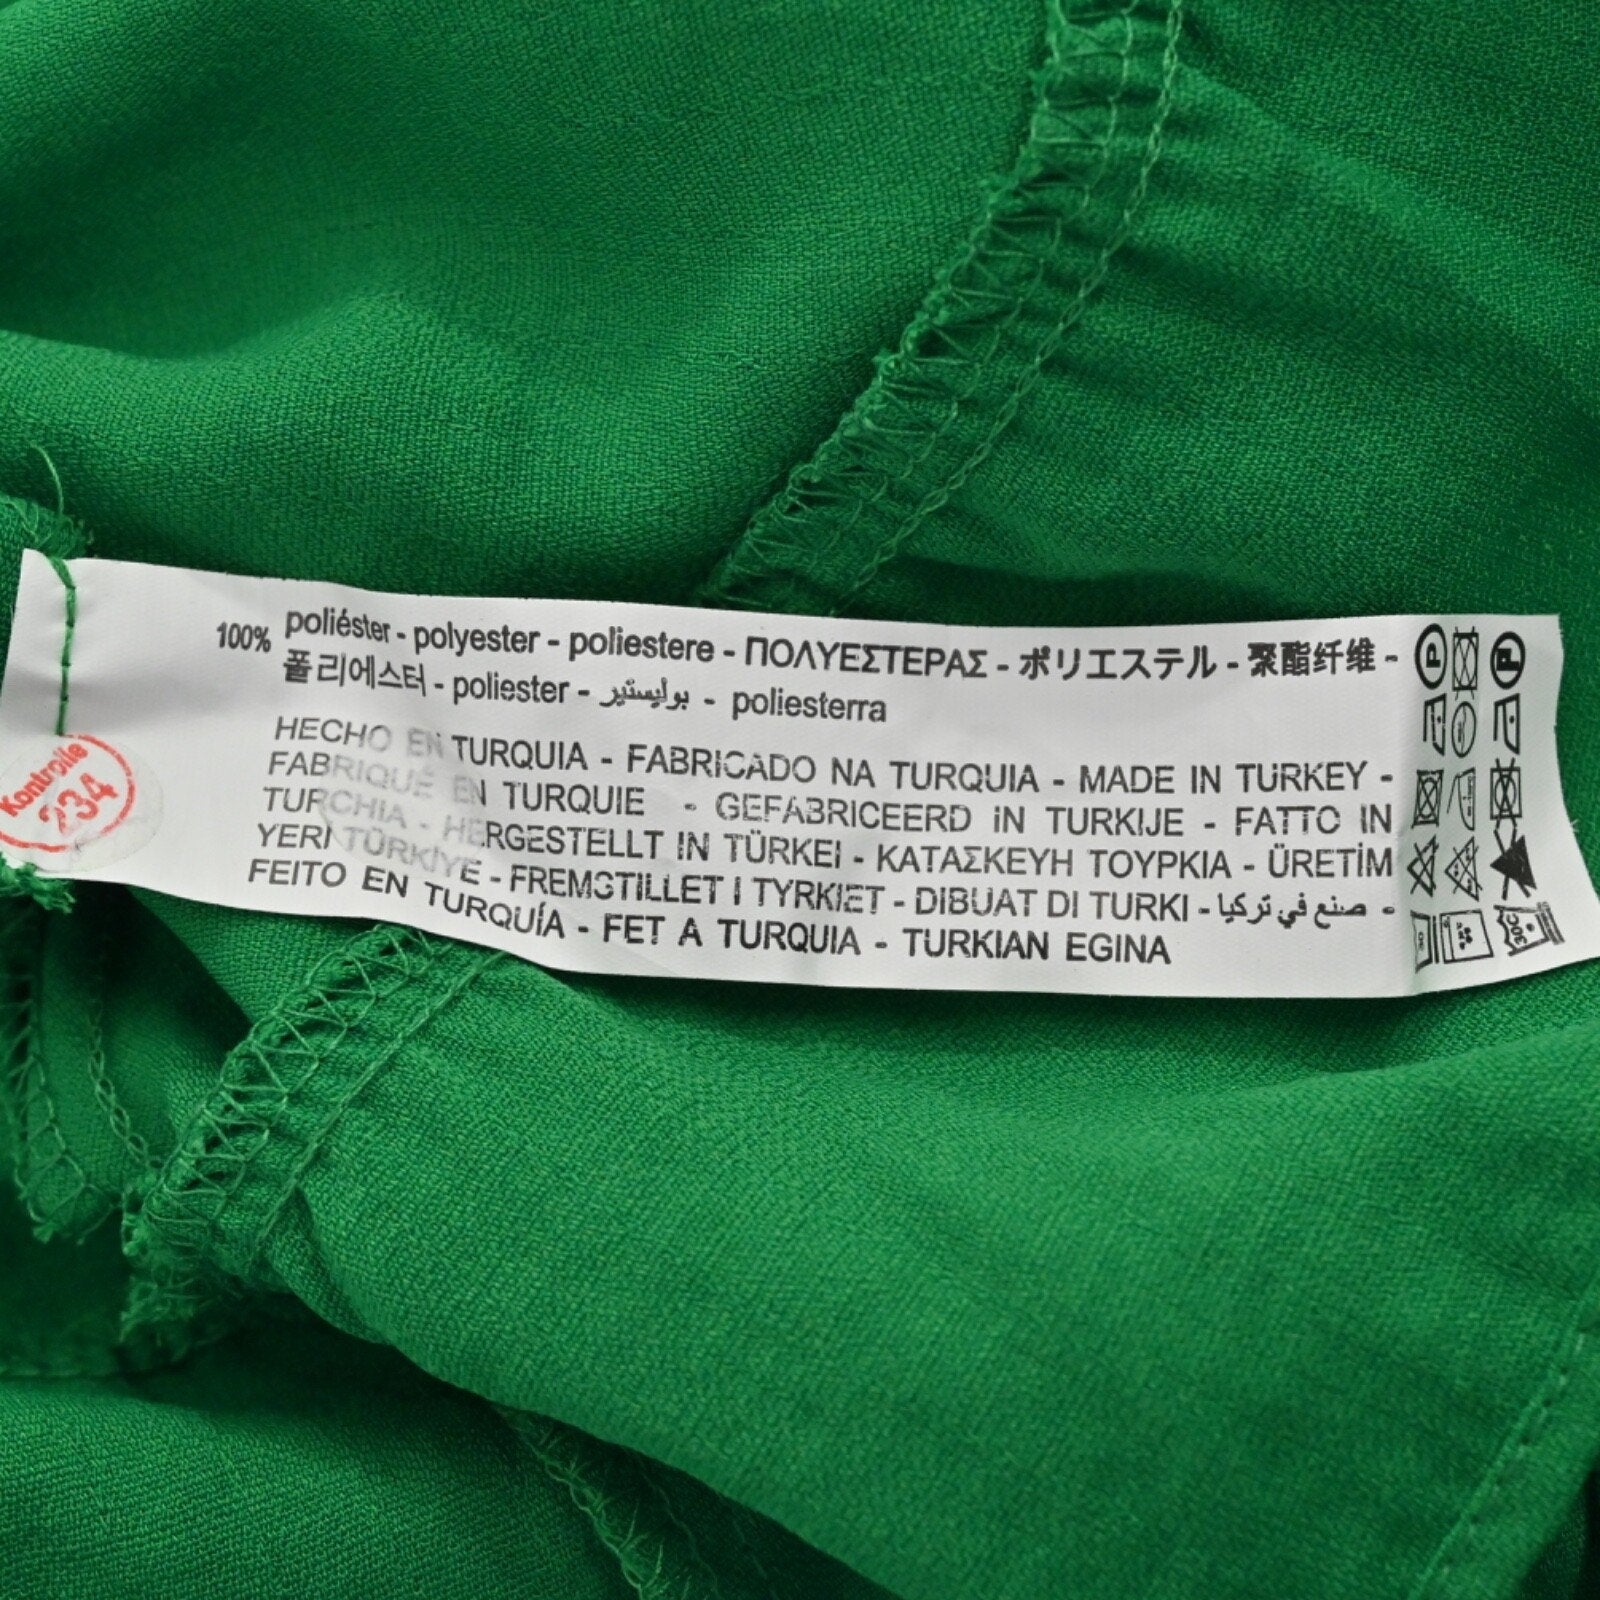 100% poliéster - polyester - poliestere - ΠΟΛΥΕΣΤΕΡΑΣ - ポリエステル - 聚酯纤维 -
폴리에스터 - poliester - بوليستير - poliesterra
HECHO EN TURQUIA - FABRICADO NA TURQUIA - MADE IN TURKEY -
FABRIQUÉ EN TURQUIE - GEFABRICEERD IN TURKIJE - FATTO IN
TURCHIA - HERGESTELLT IN TÜRKEI - ΚΑΤΑΣΚΕΥΗ ΤΟΥΡΚΙΑ - ÜRETİM
YERI TÜRKİYE - FREMSTILLET I TYRKIET - DIBUAT DI TURKI - صنع في تركيا -
FEITO EN TURQUÍA - FET A TURQUIA - TURKIAN EGINA
Kontrolle
234
P
P
30C